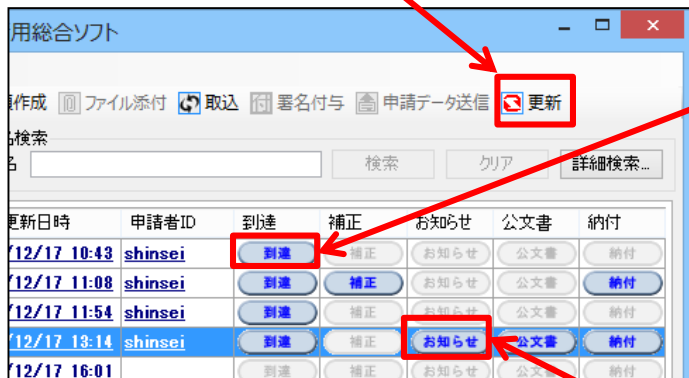 用総合ソフト
作成 ファイル添付 取込 付 署名付与 申請データ送信 更新
検索
検索 クリア 詳細検索...
更新日時 申請者ID 到達 補正 お知らせ 公文書 納付
/12/17 10:43 shinsei 到達 補正 お知らせ 公文書 納付
/12/17 11:08 shinsei 到達 補正 お知らせ 公文書 納付
/12/17 11:54 shinsei 到達 補正 お知らせ 公文書 納付
/12/17 13:14 shinsei 到達 補正 お知らせ 公文書 納付
/12/17 16:01 到達 補正 お知らせ 公文書 納付